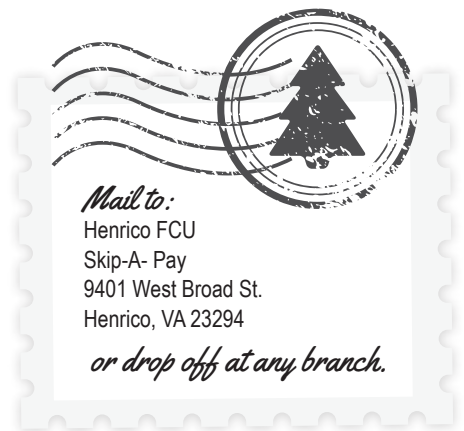 Mail to:
Henrico FCU
Skip-A- Pay
9401 West Broad St.
Henrico, VA 23294
or drop off at any branch.